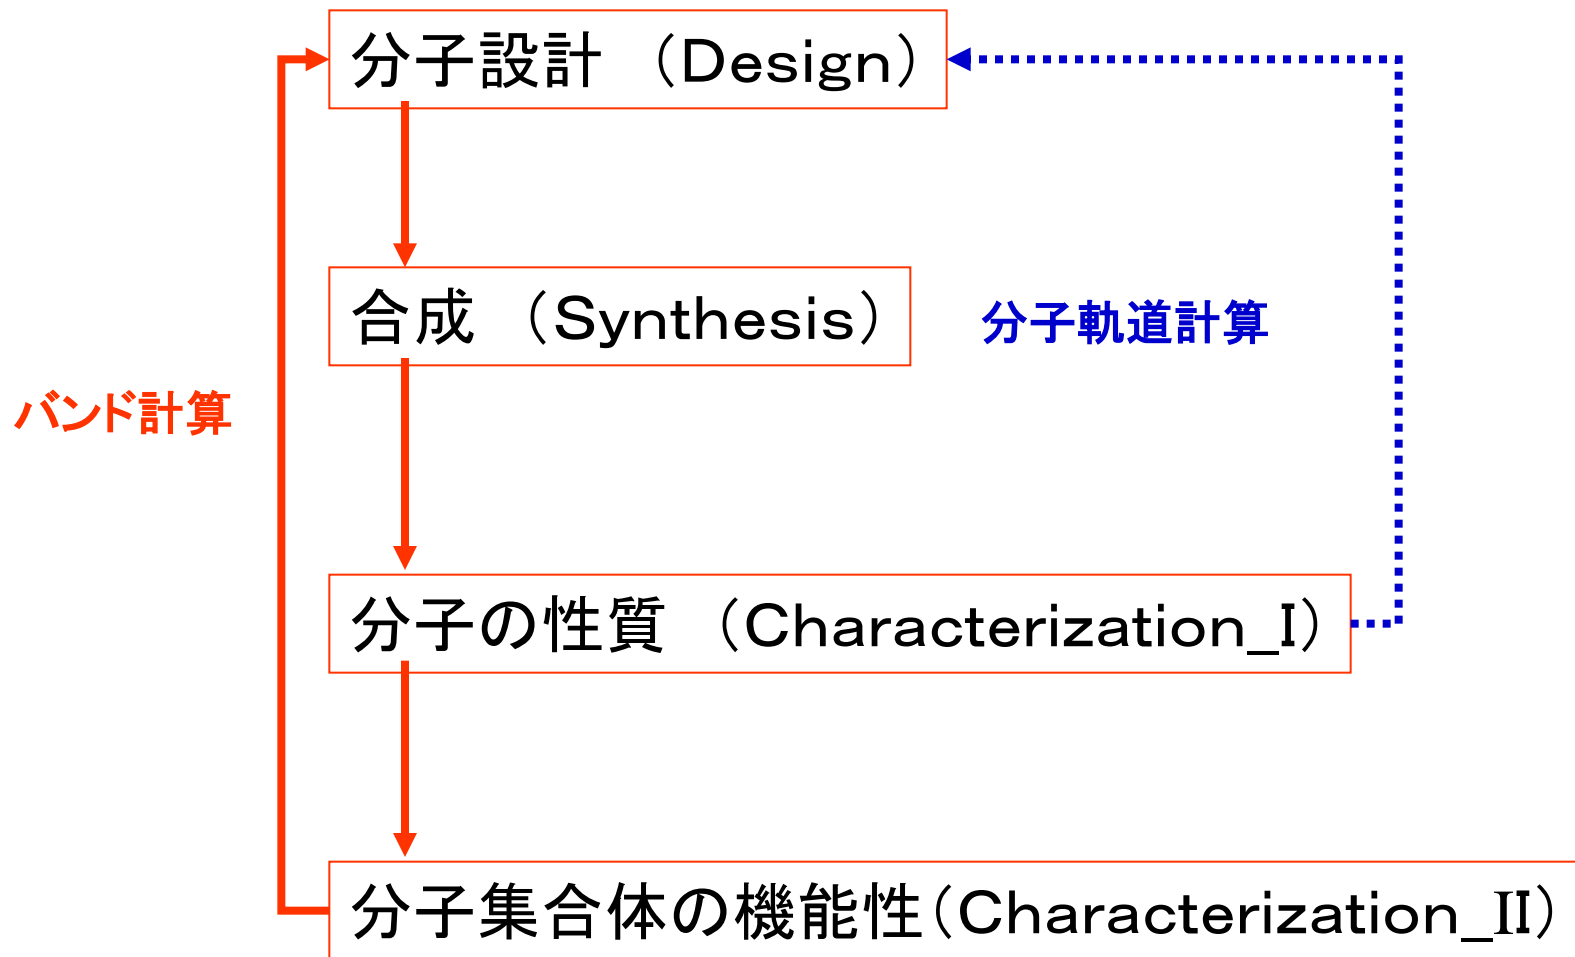 分子設計 （Design）
合成 （Synthesis）
分子軌道計算
バンド計算
分子の性質 （Characterization_I）
分子集合体の機能性（Characterization_II）